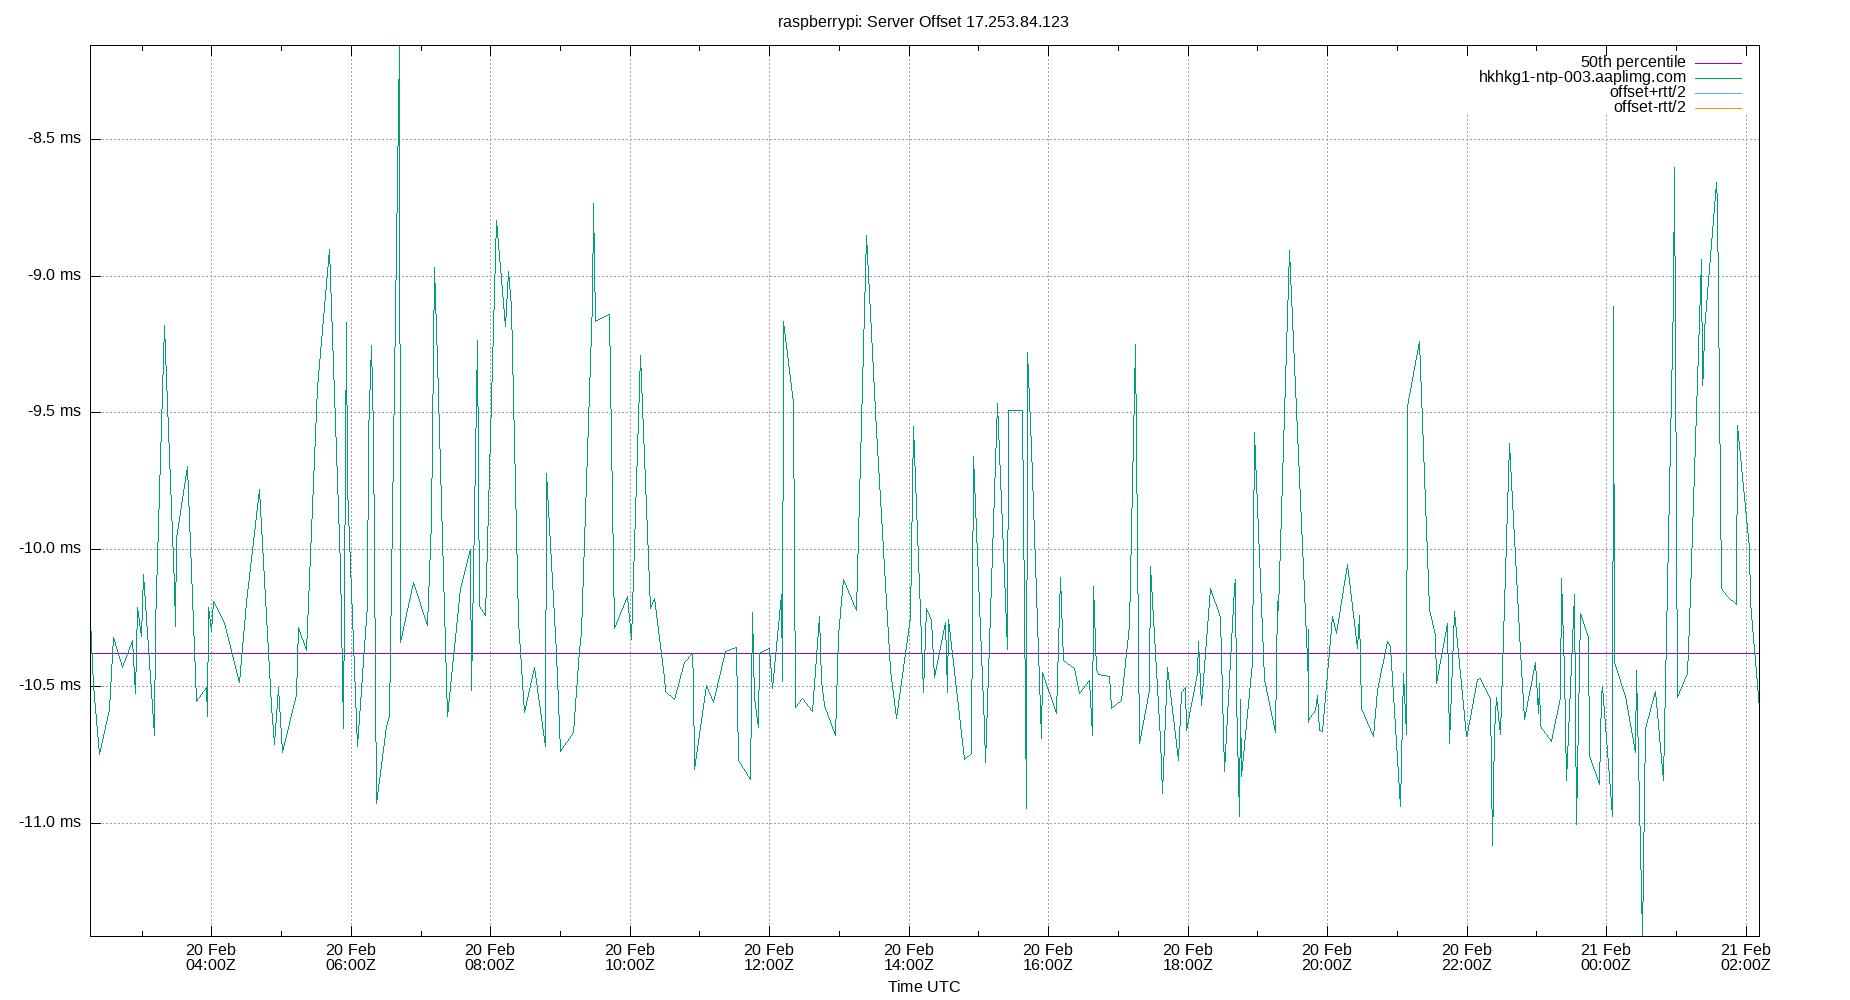 raspberrypi: Server Offset 17.253.84.123
50th percentile
hkhkg1-ntp-003.aaplimg.com
offset+rtt/2
offset-rtt/2
-8.5 ms
-9.0 ms
-9.5 ms
-10.0 ms
-10.5 ms
-11.0 ms
20 Feb 20 Feb 20 Feb 20 Feb 20 Feb 20 Feb 20 Feb 20 Feb 20 Feb 20 Feb 21 Feb 21 Feb
04:00Z 06:00Z 08:00Z 10:00Z 12:00Z 14:00Z 16:00Z 18:00Z 20:00Z 22:00Z 00:00Z 02:00Z
Time UTC